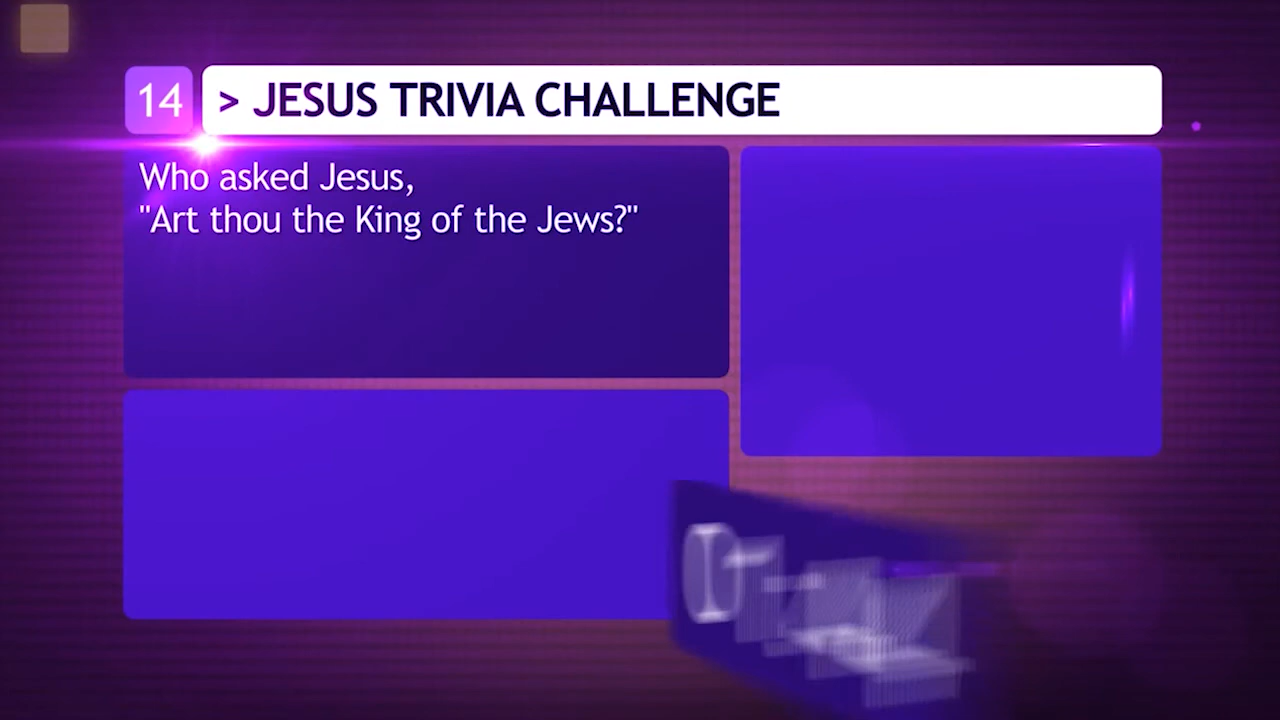 14
> JESUS TRIVIA CHALLENGE
Who asked Jesus,
"Art thou the King of the Jews?"